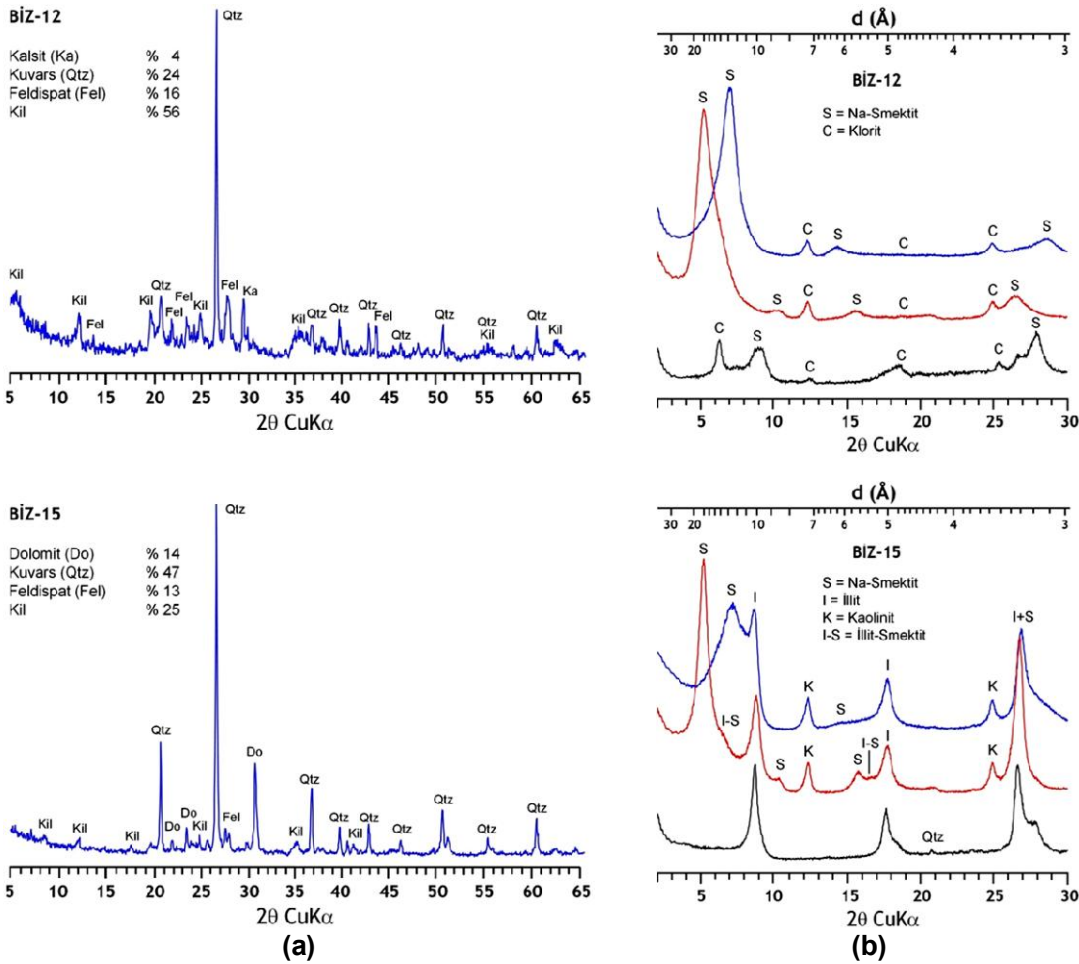 BİZ-12
Kalsit (Ka) % 4
Kuvars (Qtz) % 24
Feldispat (Fel) % 16
Kil % 56
Qtz
Kil
Kil
Fel
Kil
Qtz
Fel
Fel
Kil
Fel
Ka
Kil
Qtz
Qtz
Qtz
Fel
Qtz
Qtz
Qtz
Kil
Qtz
Kil
5 10 15 20 25 30 35 40 45 50 55 60 65
2θ CuKα
d (Å)
30 20 10 7 6 5 4 3
BİZ-12
S = Na-Smektit
C = Klorit
S
S
C
S
C
C
S
S
C
S
C
C
S
C
S
C
C
C
S
5 10 15 20 25 30
2θ CuKα
BİZ-15
Dolomit (Do) % 14
Kuvars (Qtz) % 47
Feldispat (Fel) % 13
Kil % 25
Qtz
Kil
Kil
Kil
Qtz
Do
Do
Kil
Fel
Do
Kil
Qtz
Qtz
Kil
Qtz
Qtz
Qtz
Qtz
Qtz
5 10 15 20 25 30 35 40 45 50 55 60 65
2θ CuKα
(a)
d (Å)
30 20 10 7 6 5 4 3
BİZ-15
S = Na-Smektit
I = İllit
K = Kaolinit
I-S = İllit-Smektit
S
S
I
K
S
I
K
I+S
I-S
S
K
S
I-S
I
K
Qtz
5 10 15 20 25 30
2θ CuKα
(b)